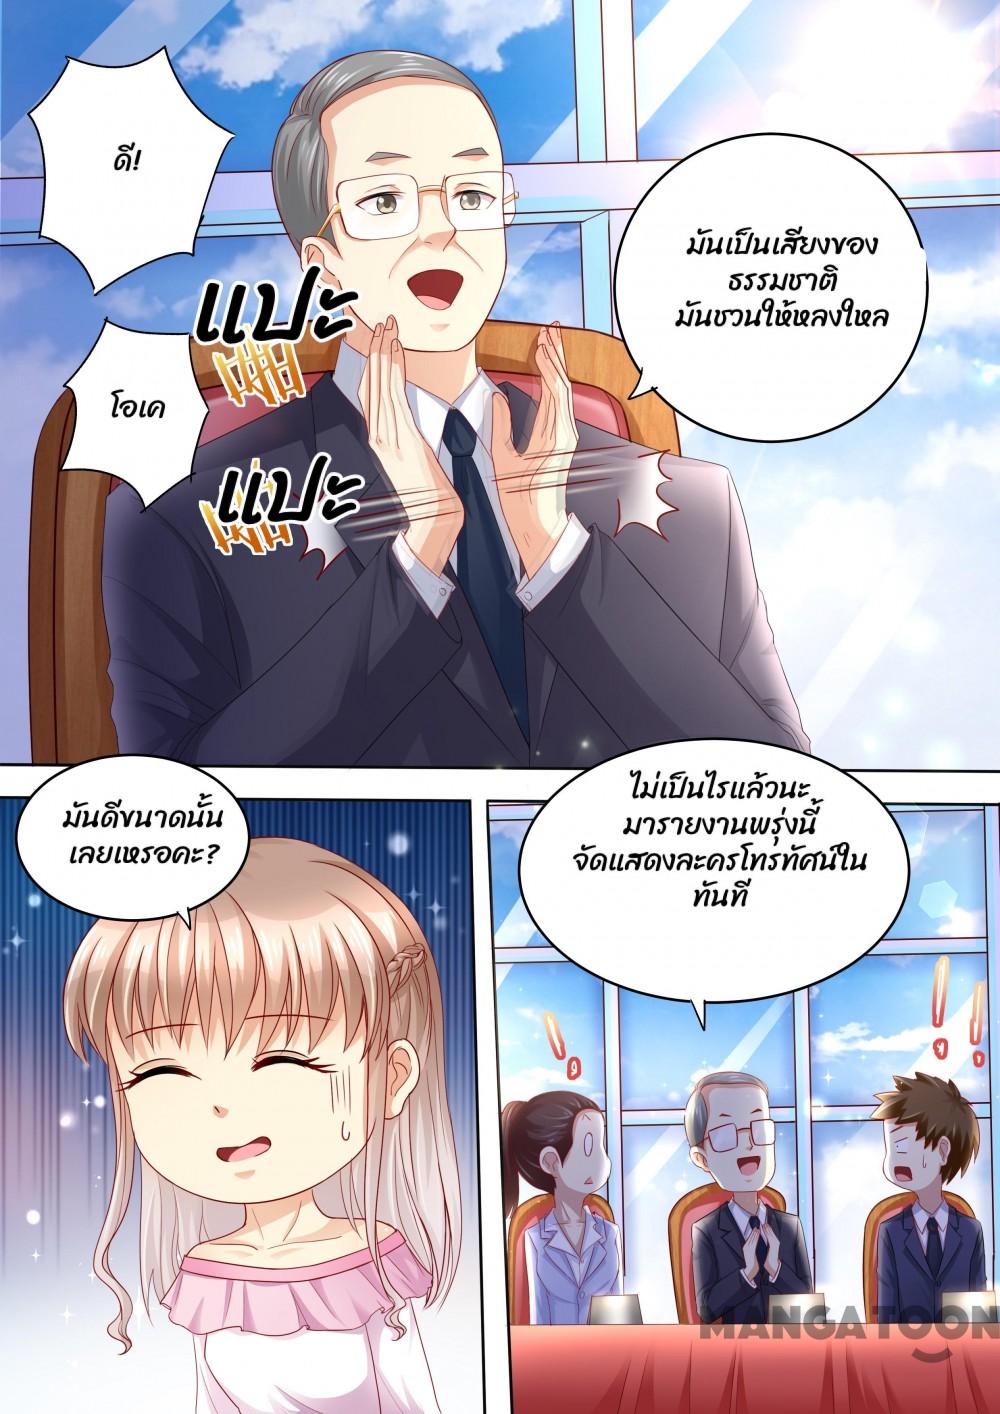 ดี!
มันเป็นเสียงของ
ธรรมชาติ
มันชวนให้หลงใหล
แปะ
โอเค
แปะ
มันดีขนาดนั้น
เลยเหรอคะ?
ไม่เป็นไรแล้วนะ
มารายงานพรุ่งนี้
จัดแสดงละครโทรทัศน์ใน
ทันที
MANGATOON